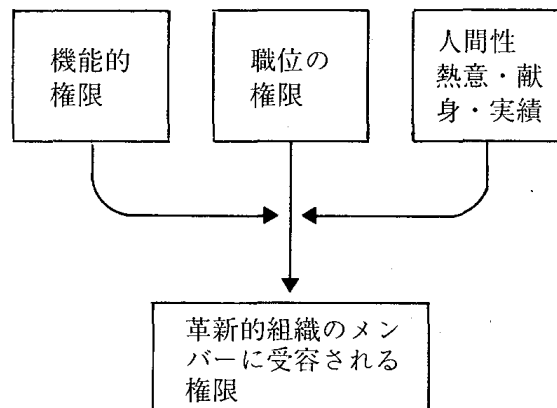 機能的
権限
職位の
権限
人間性
熱意・献
身・実績
革新的組織のメン
バーに受容される
権限